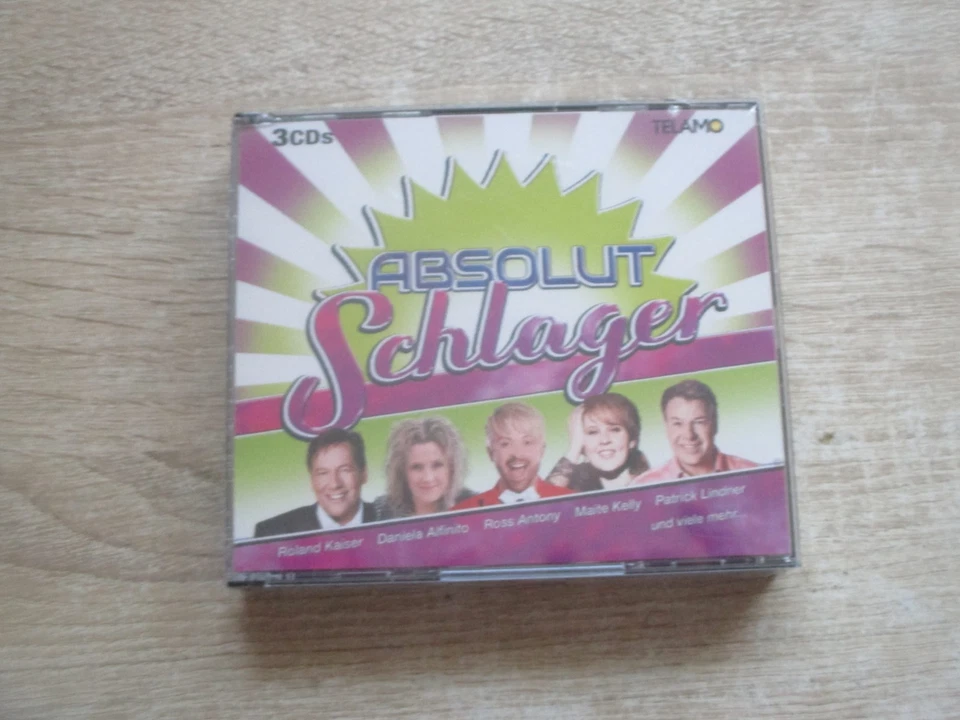 3CDs
TELAMO
ABSOLUT
Schlager
Roland Kaiser Daniela Alfinito Ross Antony Maite Kelly Patrick Lindner
und viele mehr...